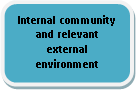 Internal community
and relevant
external
environment